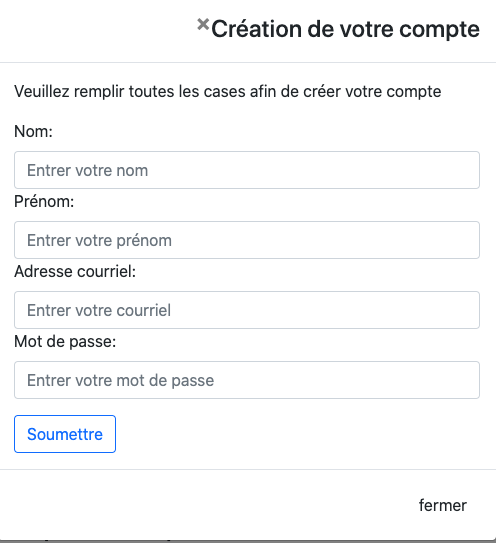 ×Création de votre compte
Veuillez remplir toutes les cases afin de créer votre compte
Nom:
Entrer votre nom
Prénom:
Entrer votre prénom
Adresse courriel:
Entrer votre courriel
Mot de passe:
Entrer votre mot de passe
Soumettre
fermer